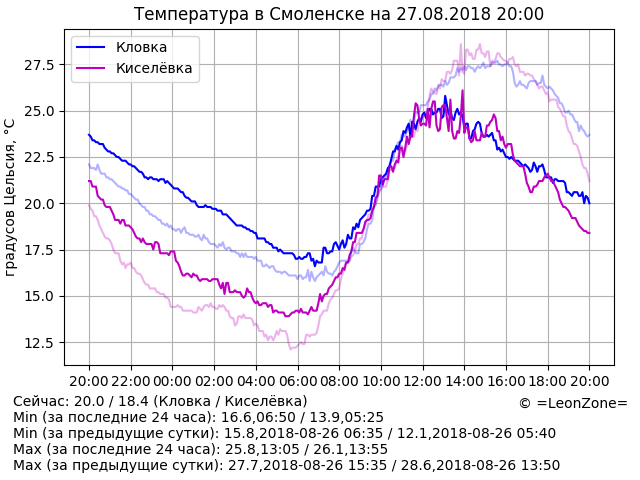 Температура в Смоленске на 27.08.2018 20:00
Кловка
Киселёвка
градусов Цельсия, °C
27.5
25.0
22.5
20.0
17.5
15.0
12.5
20:00 22:00 00:00 02:00 04:00 06:00 08:00 10:00 12:00 14:00 16:00 18:00 20:00
Сейчас: 20.0 / 18.4 (Кловка / Киселёвка)
© =LeonZone=
Min (за последние 24 часа): 16.6,06:50 / 13.9,05:25
Min (за предыдущие сутки): 15.8,2018-08-26 06:35 / 12.1,2018-08-26 05:40
Max (за последние 24 часа): 25.8,13:05 / 26.1,13:55
Max (за предыдущие сутки): 27.7,2018-08-26 15:35 / 28.6,2018-08-26 13:50